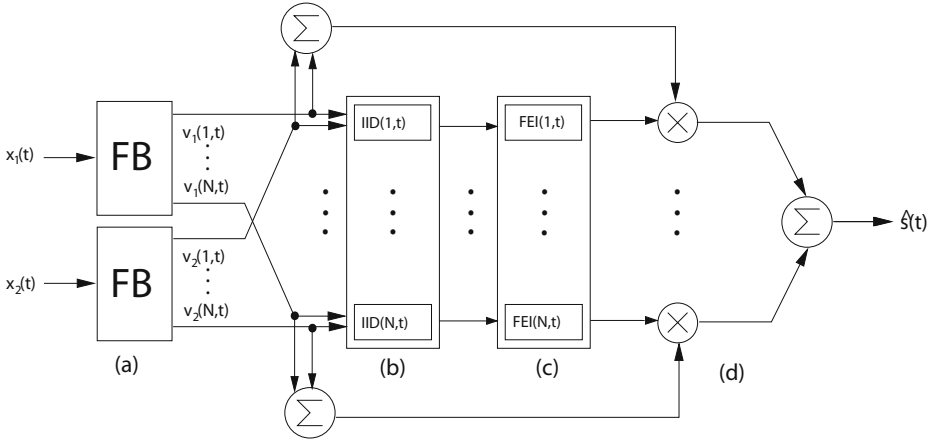 Σ
x₁(t)
FB
v₁(1,t)
v₁(N,t)
x₂(t)
FB
v₂(1,t)
v₂(N,t)
(a)
IID(1,t)
IID(N,t)
(b)
FEI(1,t)
FEI(N,t)
(c)
×
×
(d)
Σ
ŝ(t)
Σ